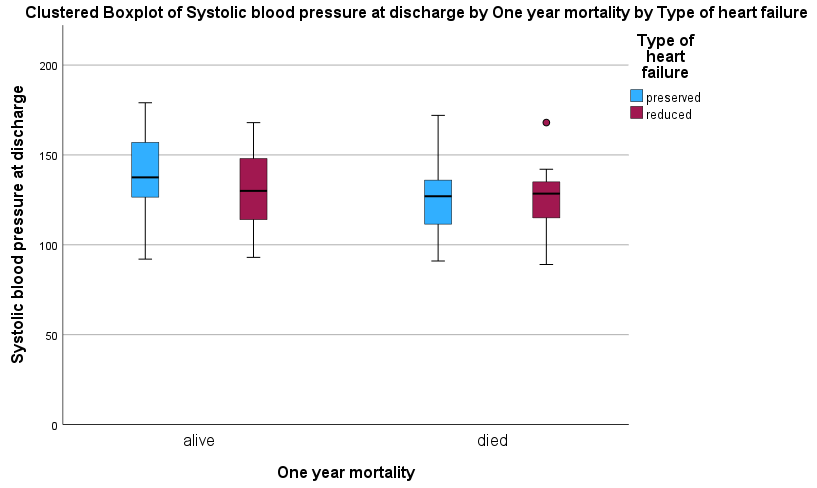 Clustered Boxplot of Systolic blood pressure at discharge by One year mortality by Type of heart failure
Type of
heart
failure
preserved
reduced
Systolic blood pressure at discharge
200
150
100
50
0
alive
died
One year mortality